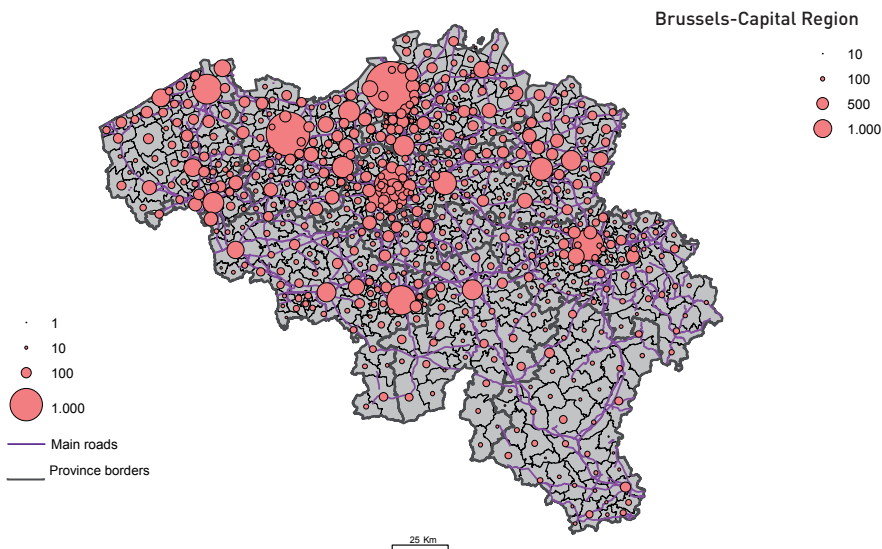 Brussels-Capital Region
10
100
500
1.000
1
10
100
1.000
Main roads
Province borders
25 Km